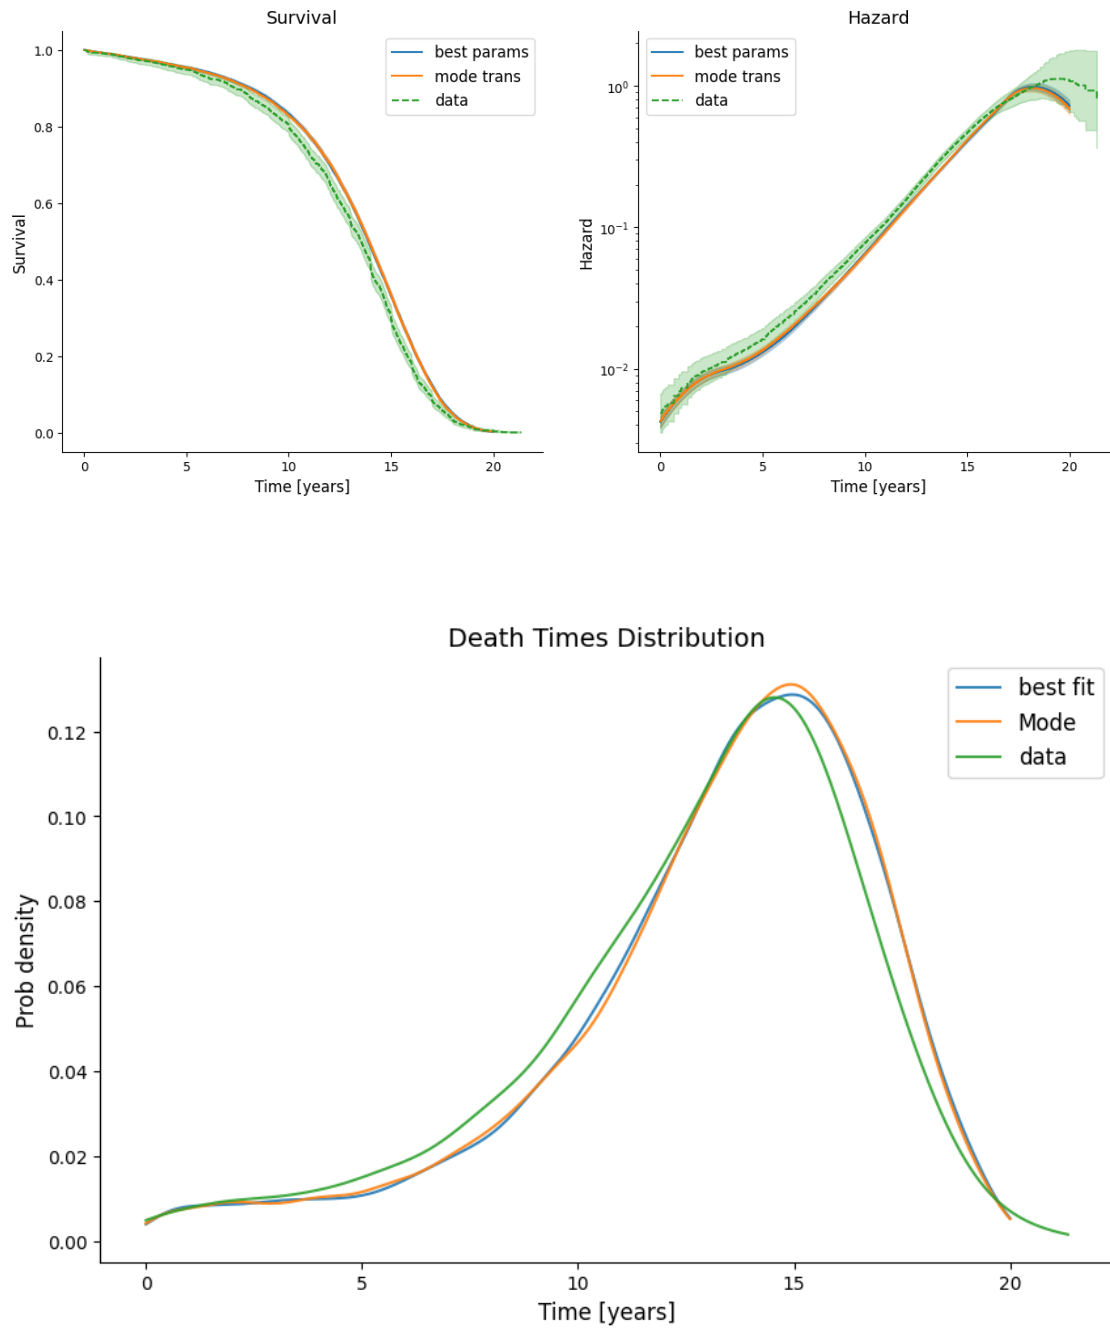 Survival
1.0
0.8
0.6
0.4
0.2
0.0
Survival
best params
mode trans
data
0
5
10
15
20
Time [years]
Hazard
10⁰
10⁻¹
10⁻²
Hazard
best params
mode trans
data
0
5
10
15
20
Time [years]
Death Times Distribution
0.12
0.10
0.08
0.06
0.04
0.02
0.00
Prob density
best fit
Mode
data
0
5
10
15
20
Time [years]